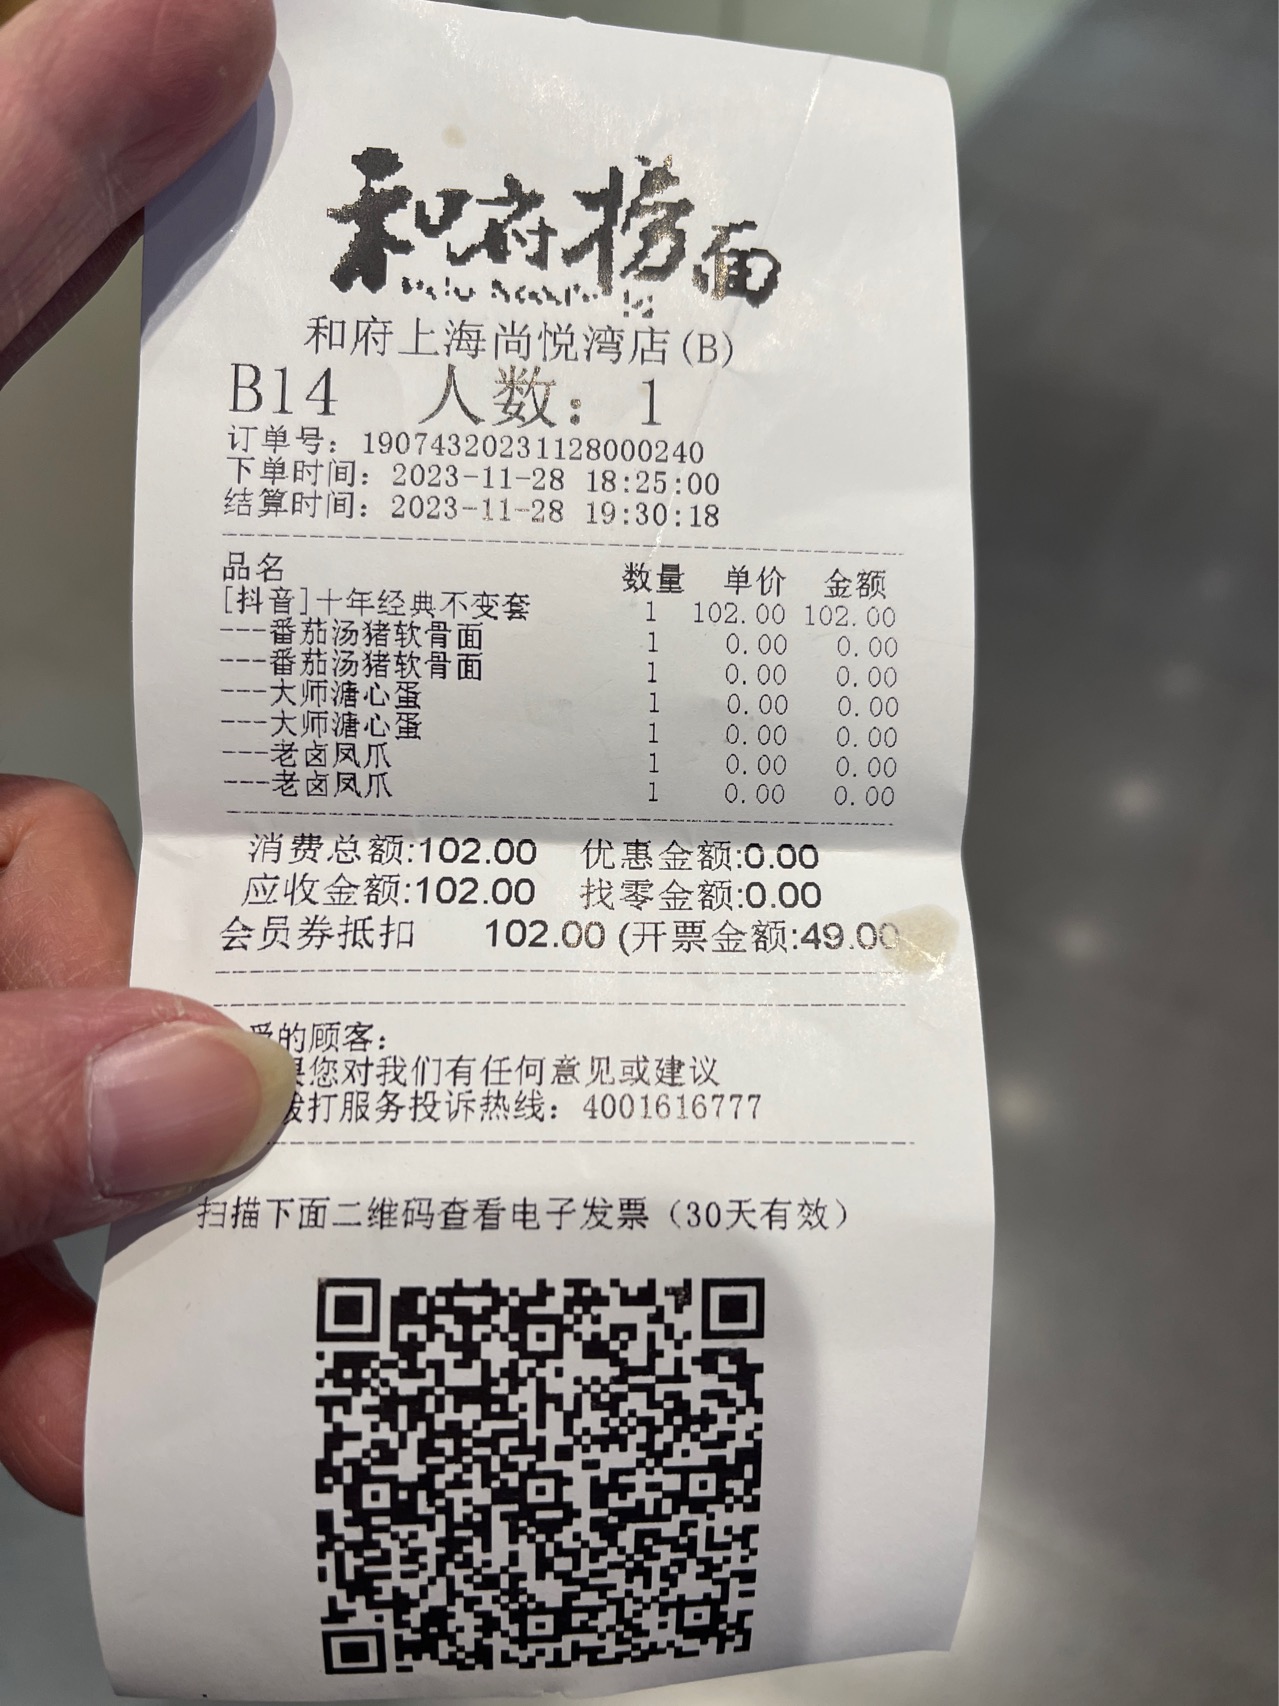 和府捞面
和府上海尚悦湾店(B)
B14 人数：1
订单号：19074320231128000240
下单时间：2023-11-28 18:25:00
结算时间：2023-11-28 19:30:18
品名 数量 单价 金额
[抖音]十年经典不变套 1 102.00 102.00
---番茄汤猪软骨面 1 0.00 0.00
---番茄汤猪软骨面 1 0.00 0.00
---大师溏心蛋 1 0.00 0.00
---大师溏心蛋 1 0.00 0.00
---老卤凤爪 1 0.00 0.00
---老卤凤爪 1 0.00 0.00
消费总额:102.00 优惠金额:0.00
应收金额:102.00 找零金额:0.00
会员券抵扣 102.00 (开票金额:49.00
爱的顾客：
果您对我们有任何意见或建议
拨打服务投诉热线：4001616777
扫描下面二维码查看电子发票（30天有效）